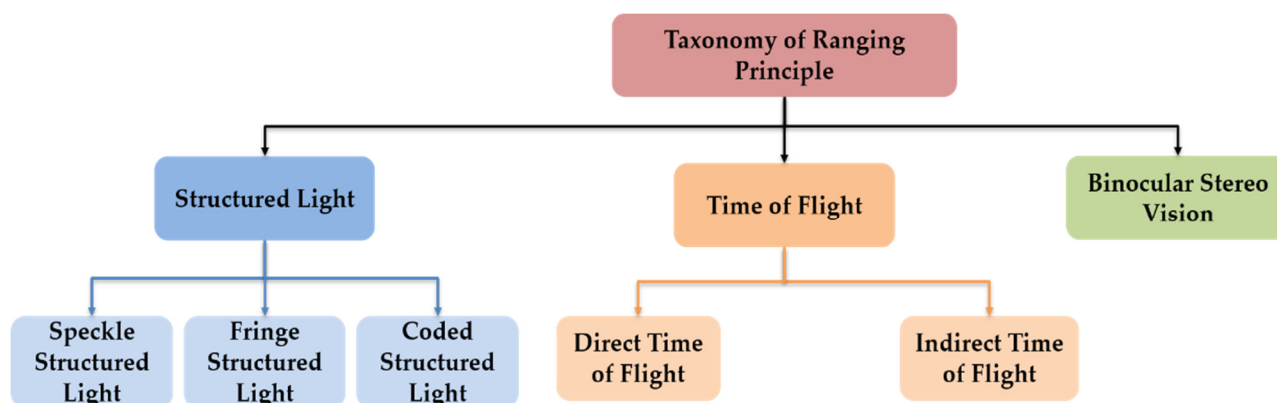 Taxonomy of Ranging
Principle
Structured Light
Time of Flight
Binocular Stereo
Vision
Speckle
Structured
Light
Fringe
Structured
Light
Coded
Structured
Light
Direct Time
of Flight
Indirect Time
of Flight